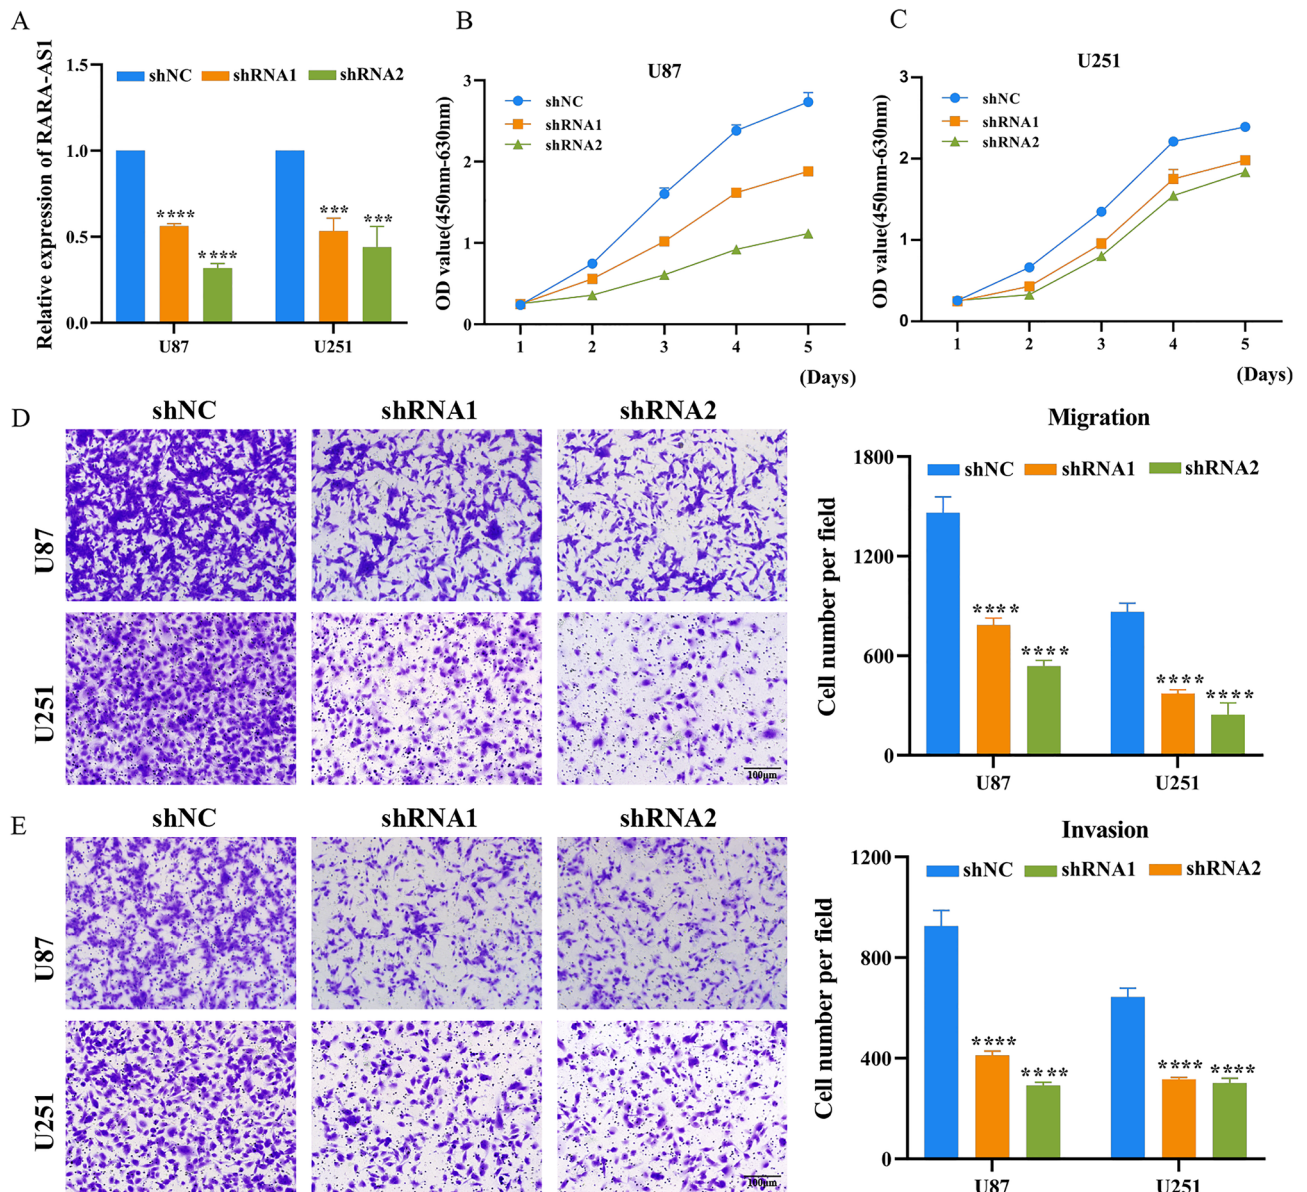 A
Relative expression of RARA-AS1
shNC shRNA1 shRNA2
1.5
1.0
0.5
0.0
**** **** *** ***
U87 U251
B
U87
OD value(450nm-630nm)
shNC
shRNA1
shRNA2
3
2
1
0
1 2 3 4 5
(Days)
C
U251
OD value(450nm-630nm)
shNC
shRNA1
shRNA2
3
2
1
0
1 2 3 4 5
(Days)
D
shNC shRNA1 shRNA2
U87
U251
100μm
Migration
Cell number per field
shNC shRNA1 shRNA2
1800
1200
600
0
**** **** **** ****
U87 U251
E
shNC shRNA1 shRNA2
U87
U251
100μm
Invasion
Cell number per field
shNC shRNA1 shRNA2
1200
800
400
0
**** **** **** ****
U87 U251